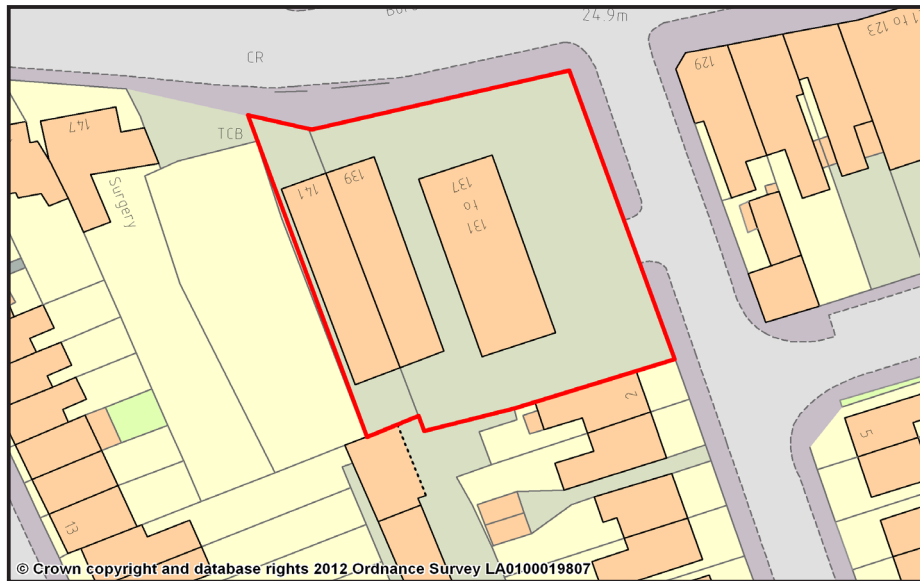 24.9m
CR
129
1 to 123
147
TCB
Surgery
141
139
137
to
131
2
5
13
© Crown copyright and database rights 2012 Ordnance Survey LA0100019807